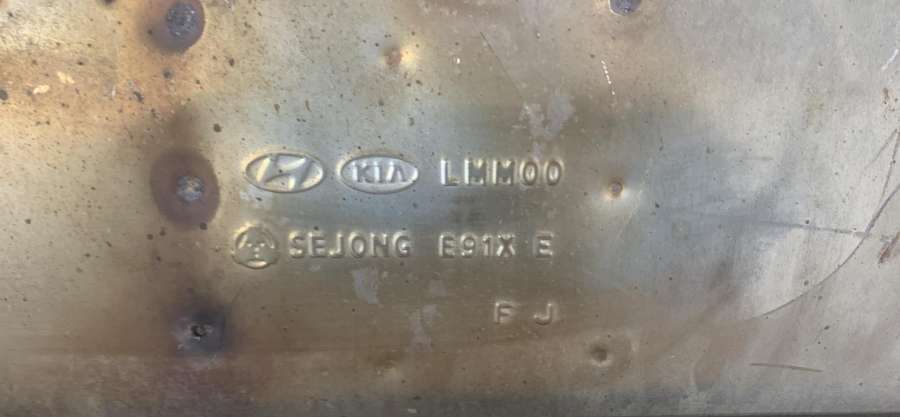 KIA LMM00
SEJONG E91X E
F J